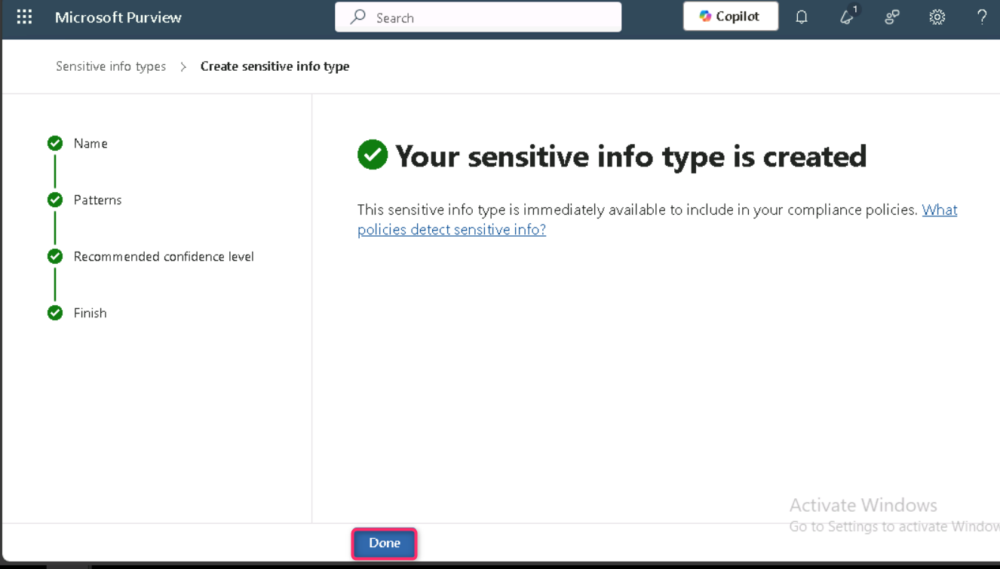 Microsoft Purview
Search
Copilot
1
?
Sensitive info types > Create sensitive info type
Name
Patterns
Recommended confidence level
Finish
Your sensitive info type is created
This sensitive info type is immediately available to include in your compliance policies. What
policies detect sensitive info?
Activate Windows
Go to Settings to activate Window
Done